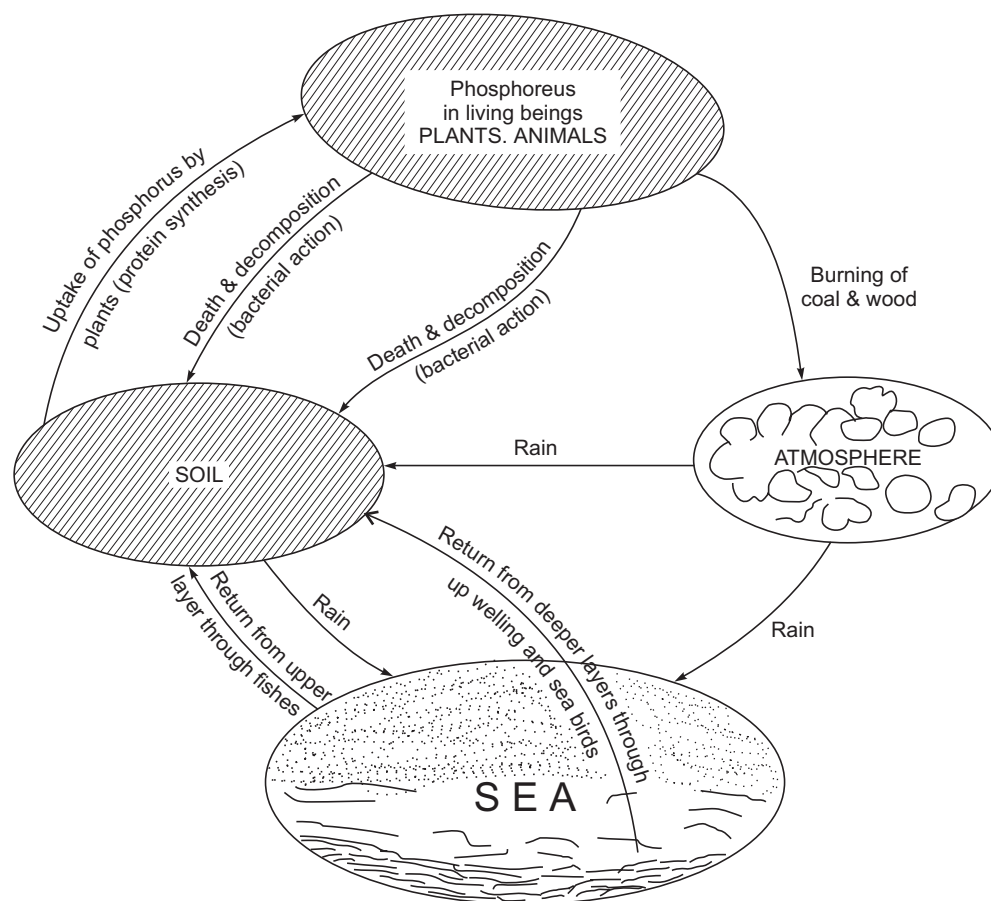 Phosphoreus
in living beings
PLANTS. ANIMALS
Uptake of phosphorus by
plants (protein synthesis)
Death & decomposition
(bacterial action)
Death & decomposition
(bacterial action)
Burning of
coal & wood
ATMOSPHERE
Rain
SOIL
Return from deeper layers through
up welling and sea birds
Return from upper
layer through fishes
Rain
Rain
SEA